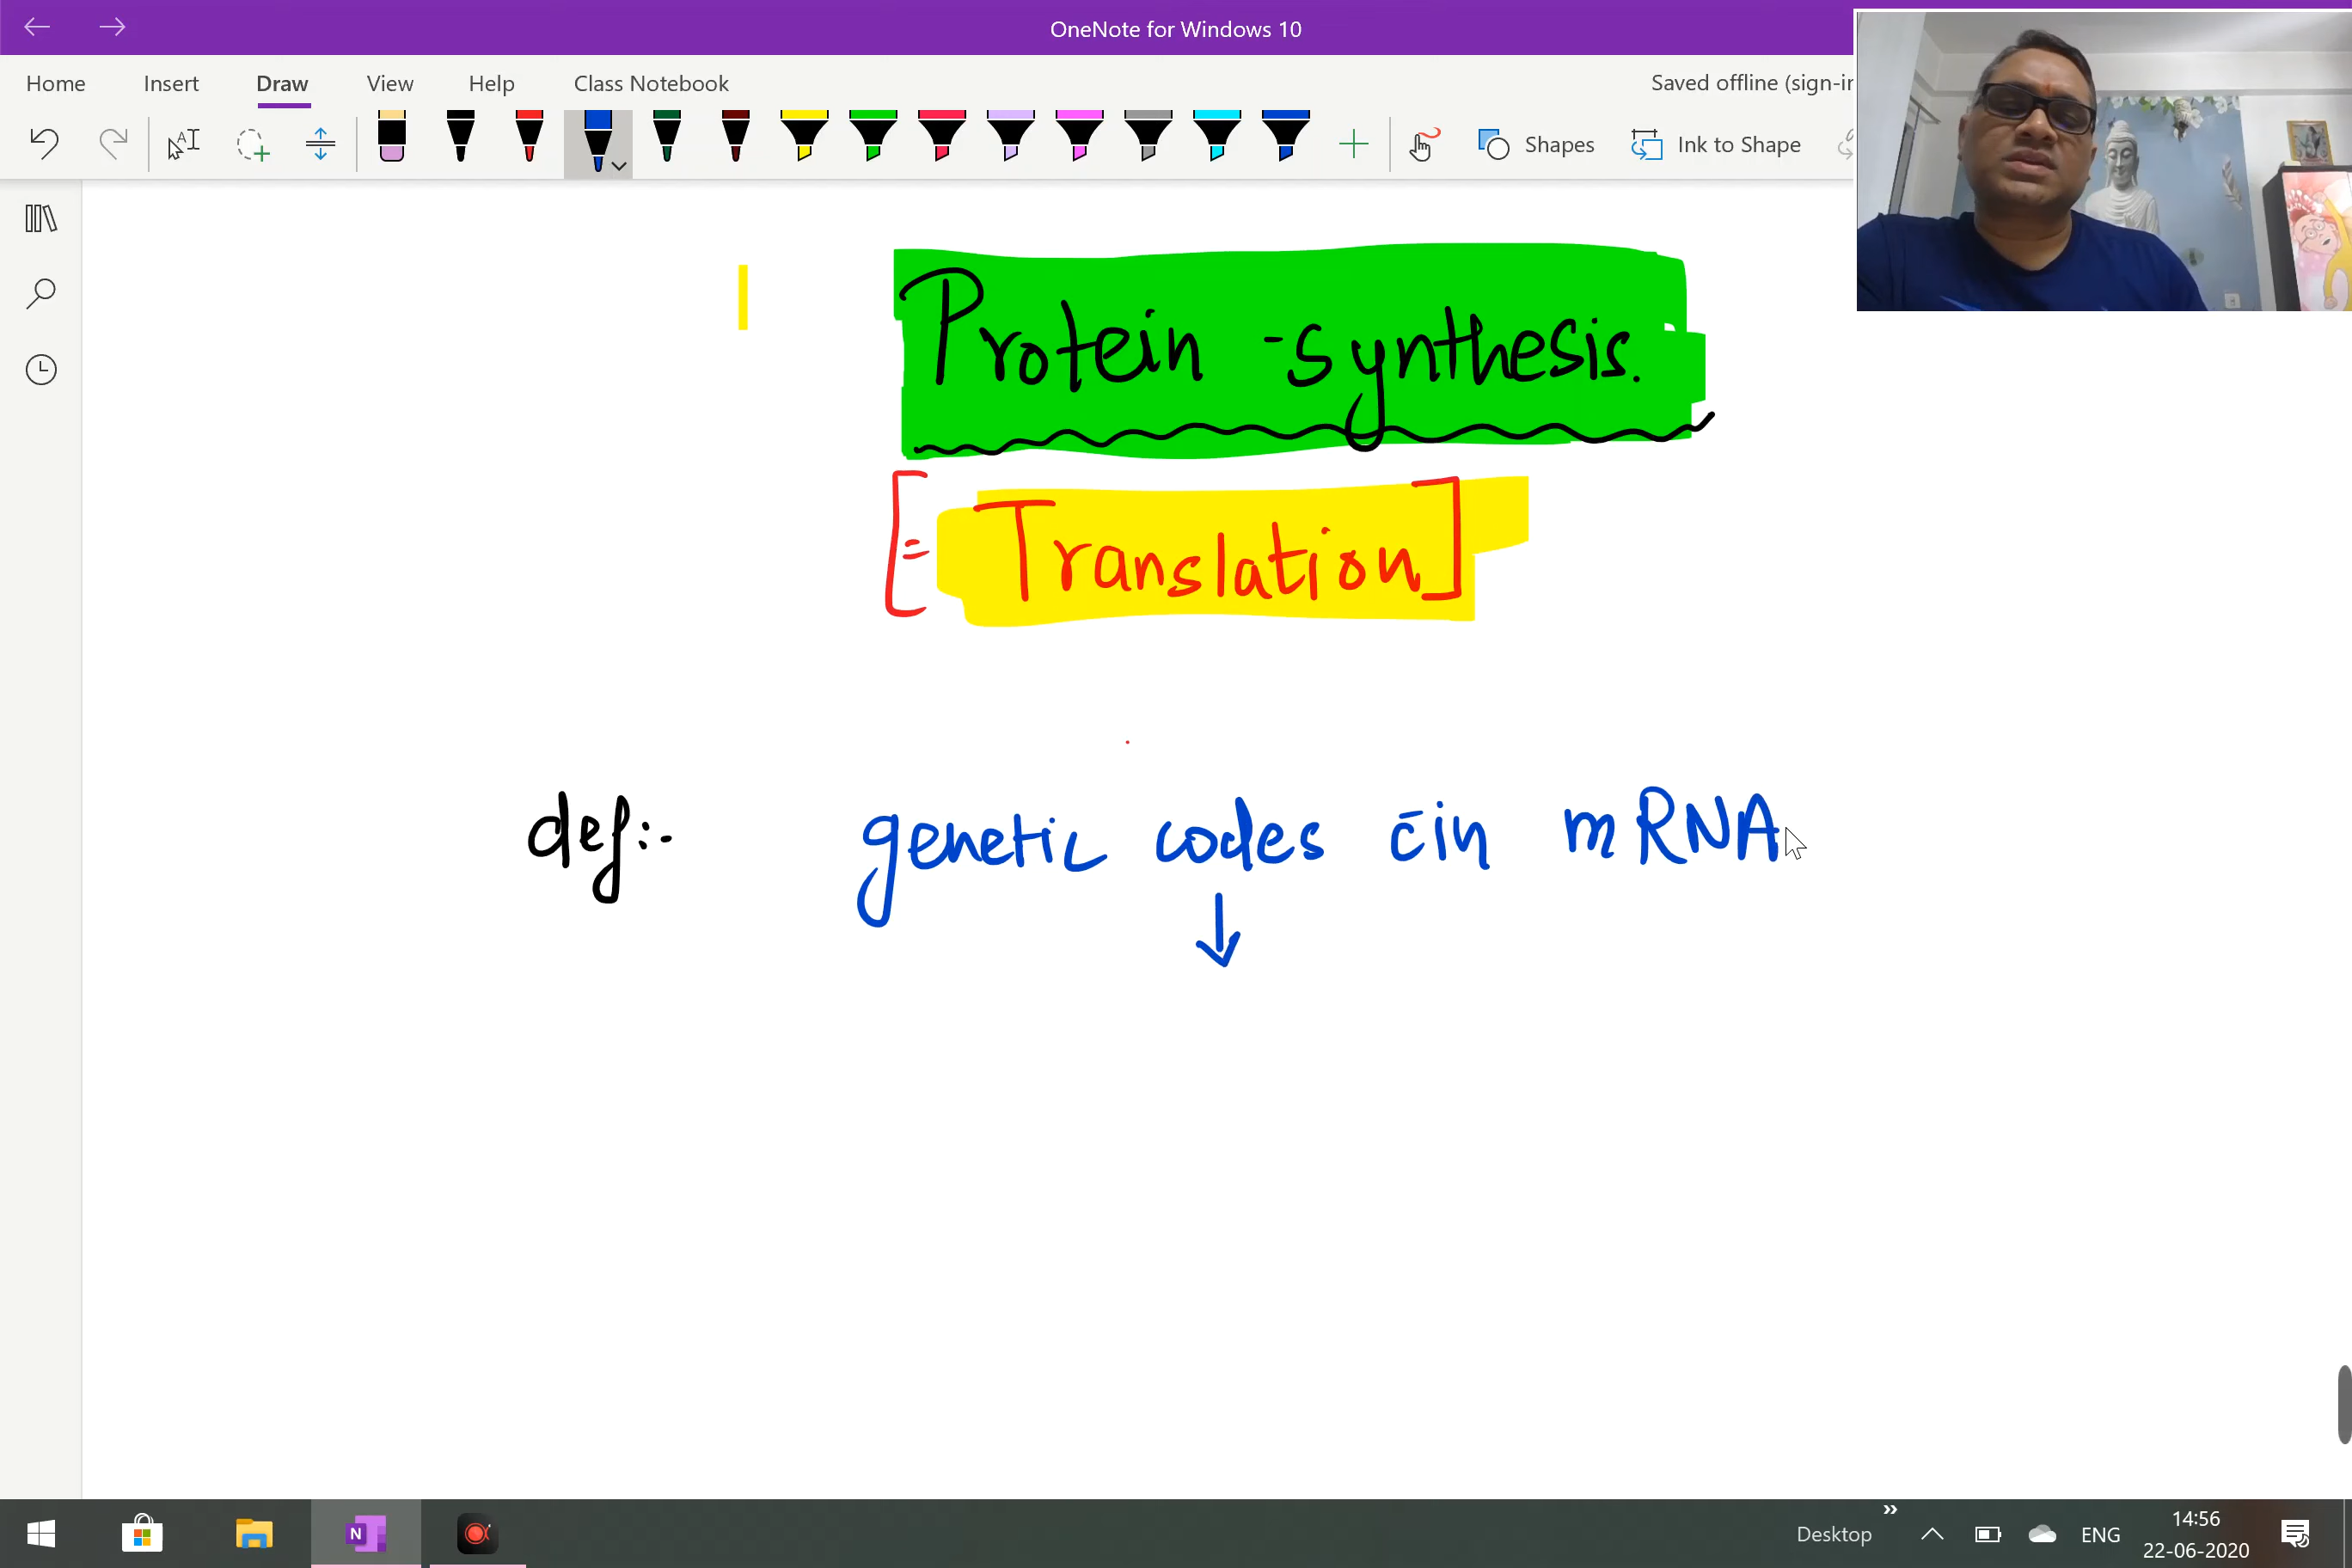 OneNote for Windows 10
Home Insert Draw View Help Class Notebook Saved offline (sign-in
Shapes Ink to Shape
Protein -synthesis.
[= Translation]
def:- genetic codes c̄in mRNA
Desktop ENG 14:56
22-06-2020